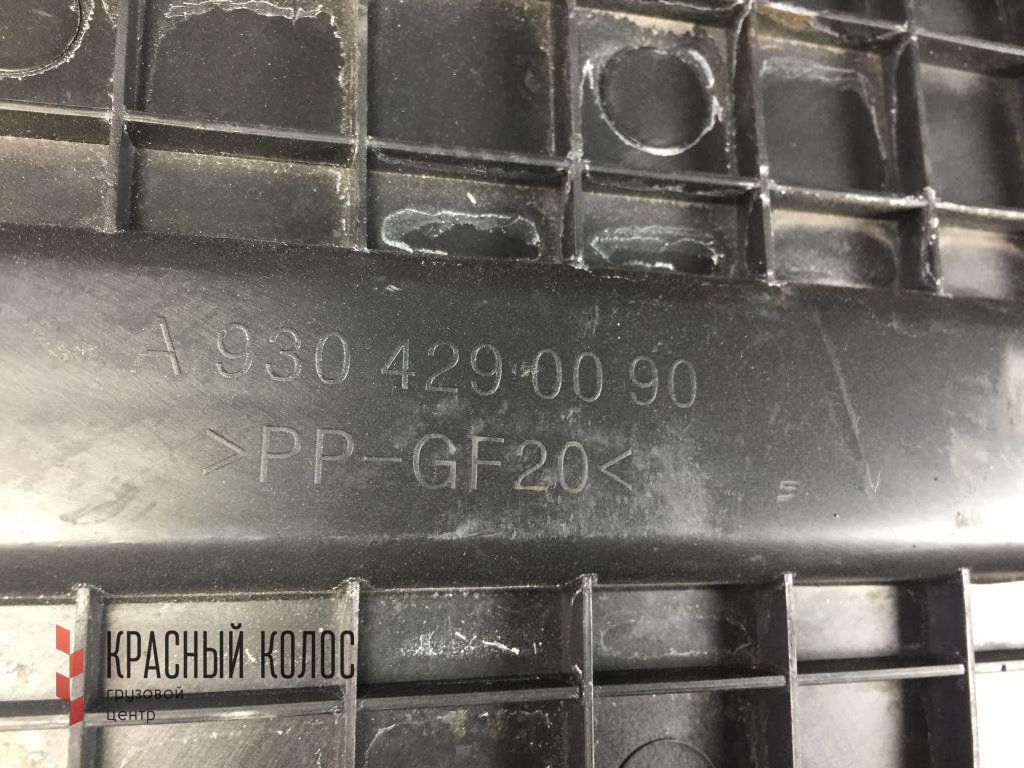 A 930 429 00 90
>PP-GF20<
КРАСНЫЙ КОЛОС
грузовой
центр